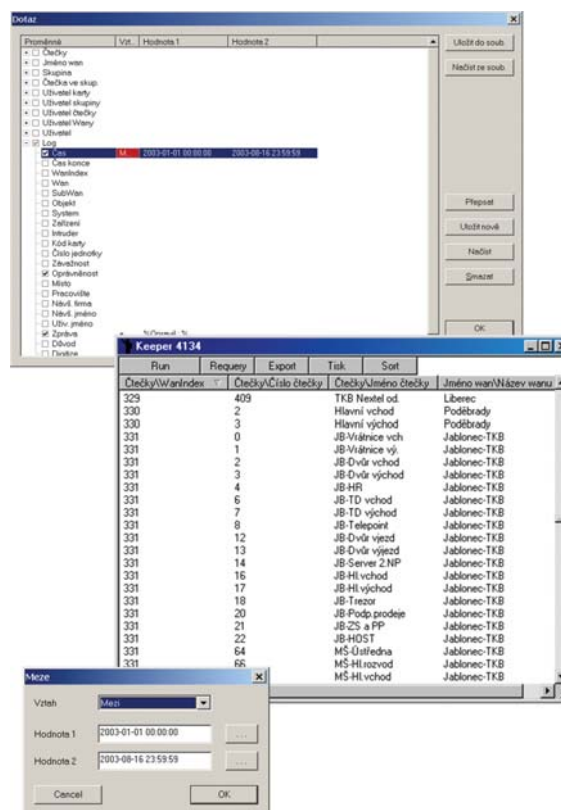 Dotaz
Proměnná Vzt.. Hodnota 1 Hodnota 2
Čtečky
Jméno wan
Skupina
Čtečka ve skup.
Uživatel karty
Uživatel skupiny
Uživatel čtečky
Uživatel Wany
Uživatel
Log
Čas M.. 2003-01-01 00:00:00 2003-08-16 23:59:59
Čas konce
WanIndex
Wan
SubWan
Objekt
System
Zařízení
Intruder
Kód karty
Číslo jednotky
Závažnost
Oprávněnost
Místo
Pracoviště
Návš. firma
Návš. jméno
Uživ. jméno
Zpráva
Důvod
Uložit do soub.
Načíst ze soub.
Přepsat
Uložit nově
Načíst
Smazat
OK
Keeper 4134
Run Requery Export Tisk Sort
Čtečky\WanIndex Čtečky\Číslo čtečky Čtečky\Jméno čtečky Jméno wan\Název wanu
329 409 TKB Nextel od. Liberec
330 2 Hlavní vchod Poděbrady
330 3 Hlavní východ Poděbrady
331 0 JB-Vrátnice vch Jablonec-TKB
331 1 JB-Vrátnice vý. Jablonec-TKB
331 2 JB-Dvůr vchod Jablonec-TKB
331 3 JB-Dvůr východ Jablonec-TKB
331 4 JB-HR Jablonec-TKB
331 6 JB-TD vchod Jablonec-TKB
331 7 JB-TD východ Jablonec-TKB
331 8 JB-Telepoint Jablonec-TKB
331 12 JB-Dvůr vjezd Jablonec-TKB
331 13 JB-Dvůr výjezd Jablonec-TKB
331 14 JB-Server 2.NP Jablonec-TKB
331 16 JB-Hl.vchod Jablonec-TKB
331 17 JB-Hl.východ Jablonec-TKB
331 18 JB-Trezor Jablonec-TKB
331 20 JB-Podp.prodeje Jablonec-TKB
331 21 JB-ZS a PP Jablonec-TKB
331 22 JB-HOST Jablonec-TKB
331 64 MŠ-Ústředna Jablonec-TKB
331 66 MŠ-Hl.rozvod Jablonec-TKB
MŠ-Hl.vchod Jablonec-TKB
Meze
Vztah Mezi
Hodnota 1 2003-01-01 00:00:00 ...
Hodnota 2 2003-08-16 23:59:59 ...
Cancel OK